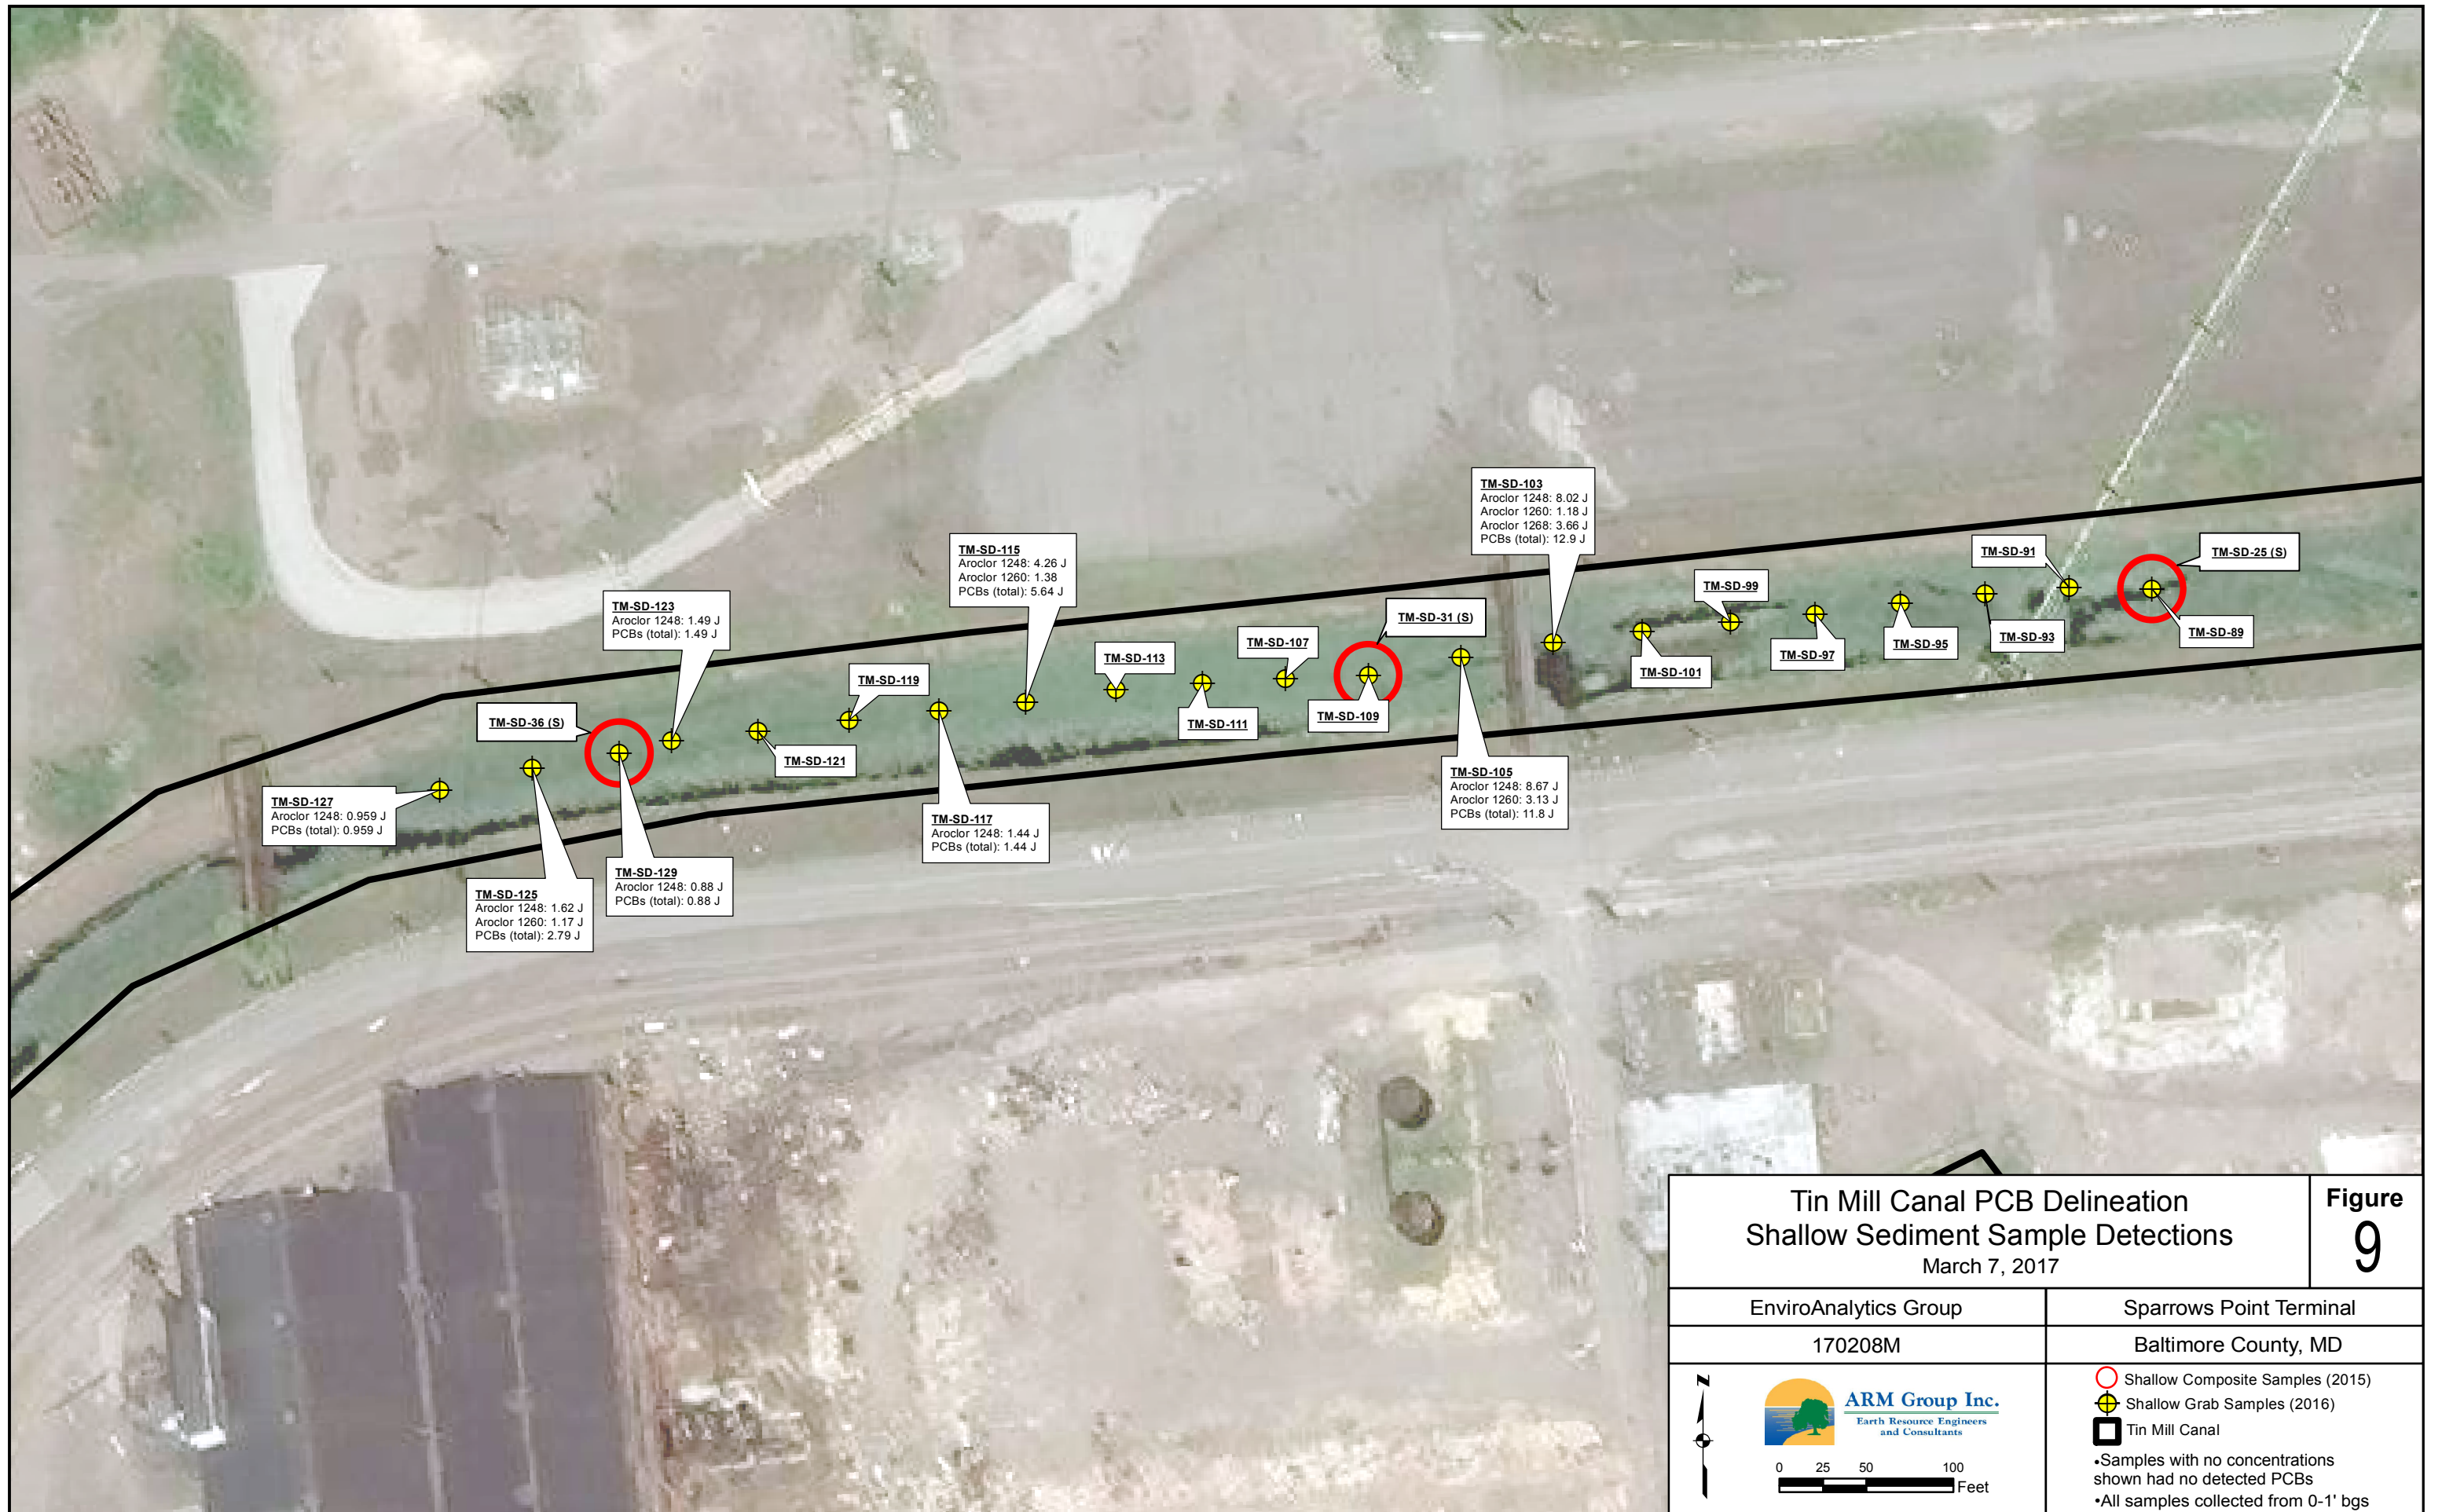 TM-SD-103
Aroclor 1248: 8.02 J
Aroclor 1260: 1.18 J
Aroclor 1268: 3.66 J
PCBs (total): 12.9 J
TM-SD-115
Aroclor 1248: 4.26 J
Aroclor 1260: 1.38
PCBs (total): 5.64 J
TM-SD-91
TM-SD-25 (S)
TM-SD-99
TM-SD-123
Aroclor 1248: 1.49 J
PCBs (total): 1.49 J
TM-SD-31 (S)
TM-SD-107
TM-SD-113
TM-SD-93
TM-SD-89
TM-SD-95
TM-SD-97
TM-SD-101
TM-SD-119
TM-SD-36 (S)
TM-SD-111
TM-SD-109
TM-SD-121
TM-SD-105
Aroclor 1248: 8.67 J
Aroclor 1260: 3.13 J
PCBs (total): 11.8 J
TM-SD-127
Aroclor 1248: 0.959 J
PCBs (total): 0.959 J
TM-SD-117
Aroclor 1248: 1.44 J
PCBs (total): 1.44 J
TM-SD-129
Aroclor 1248: 0.88 J
PCBs (total): 0.88 J
TM-SD-125
Aroclor 1248: 1.62 J
Aroclor 1260: 1.17 J
PCBs (total): 2.79 J
Tin Mill Canal PCB Delineation
Shallow Sediment Sample Detections
March 7, 2017
Figure
9
EnviroAnalytics Group
Sparrows Point Terminal
170208M
Baltimore County, MD
N
ARM Group Inc.
Earth Resource Engineers
and Consultants
0 25 50 100
Feet
Shallow Composite Samples (2015)
Shallow Grab Samples (2016)
Tin Mill Canal
•Samples with no concentrations
shown had no detected PCBs
•All samples collected from 0-1' bgs